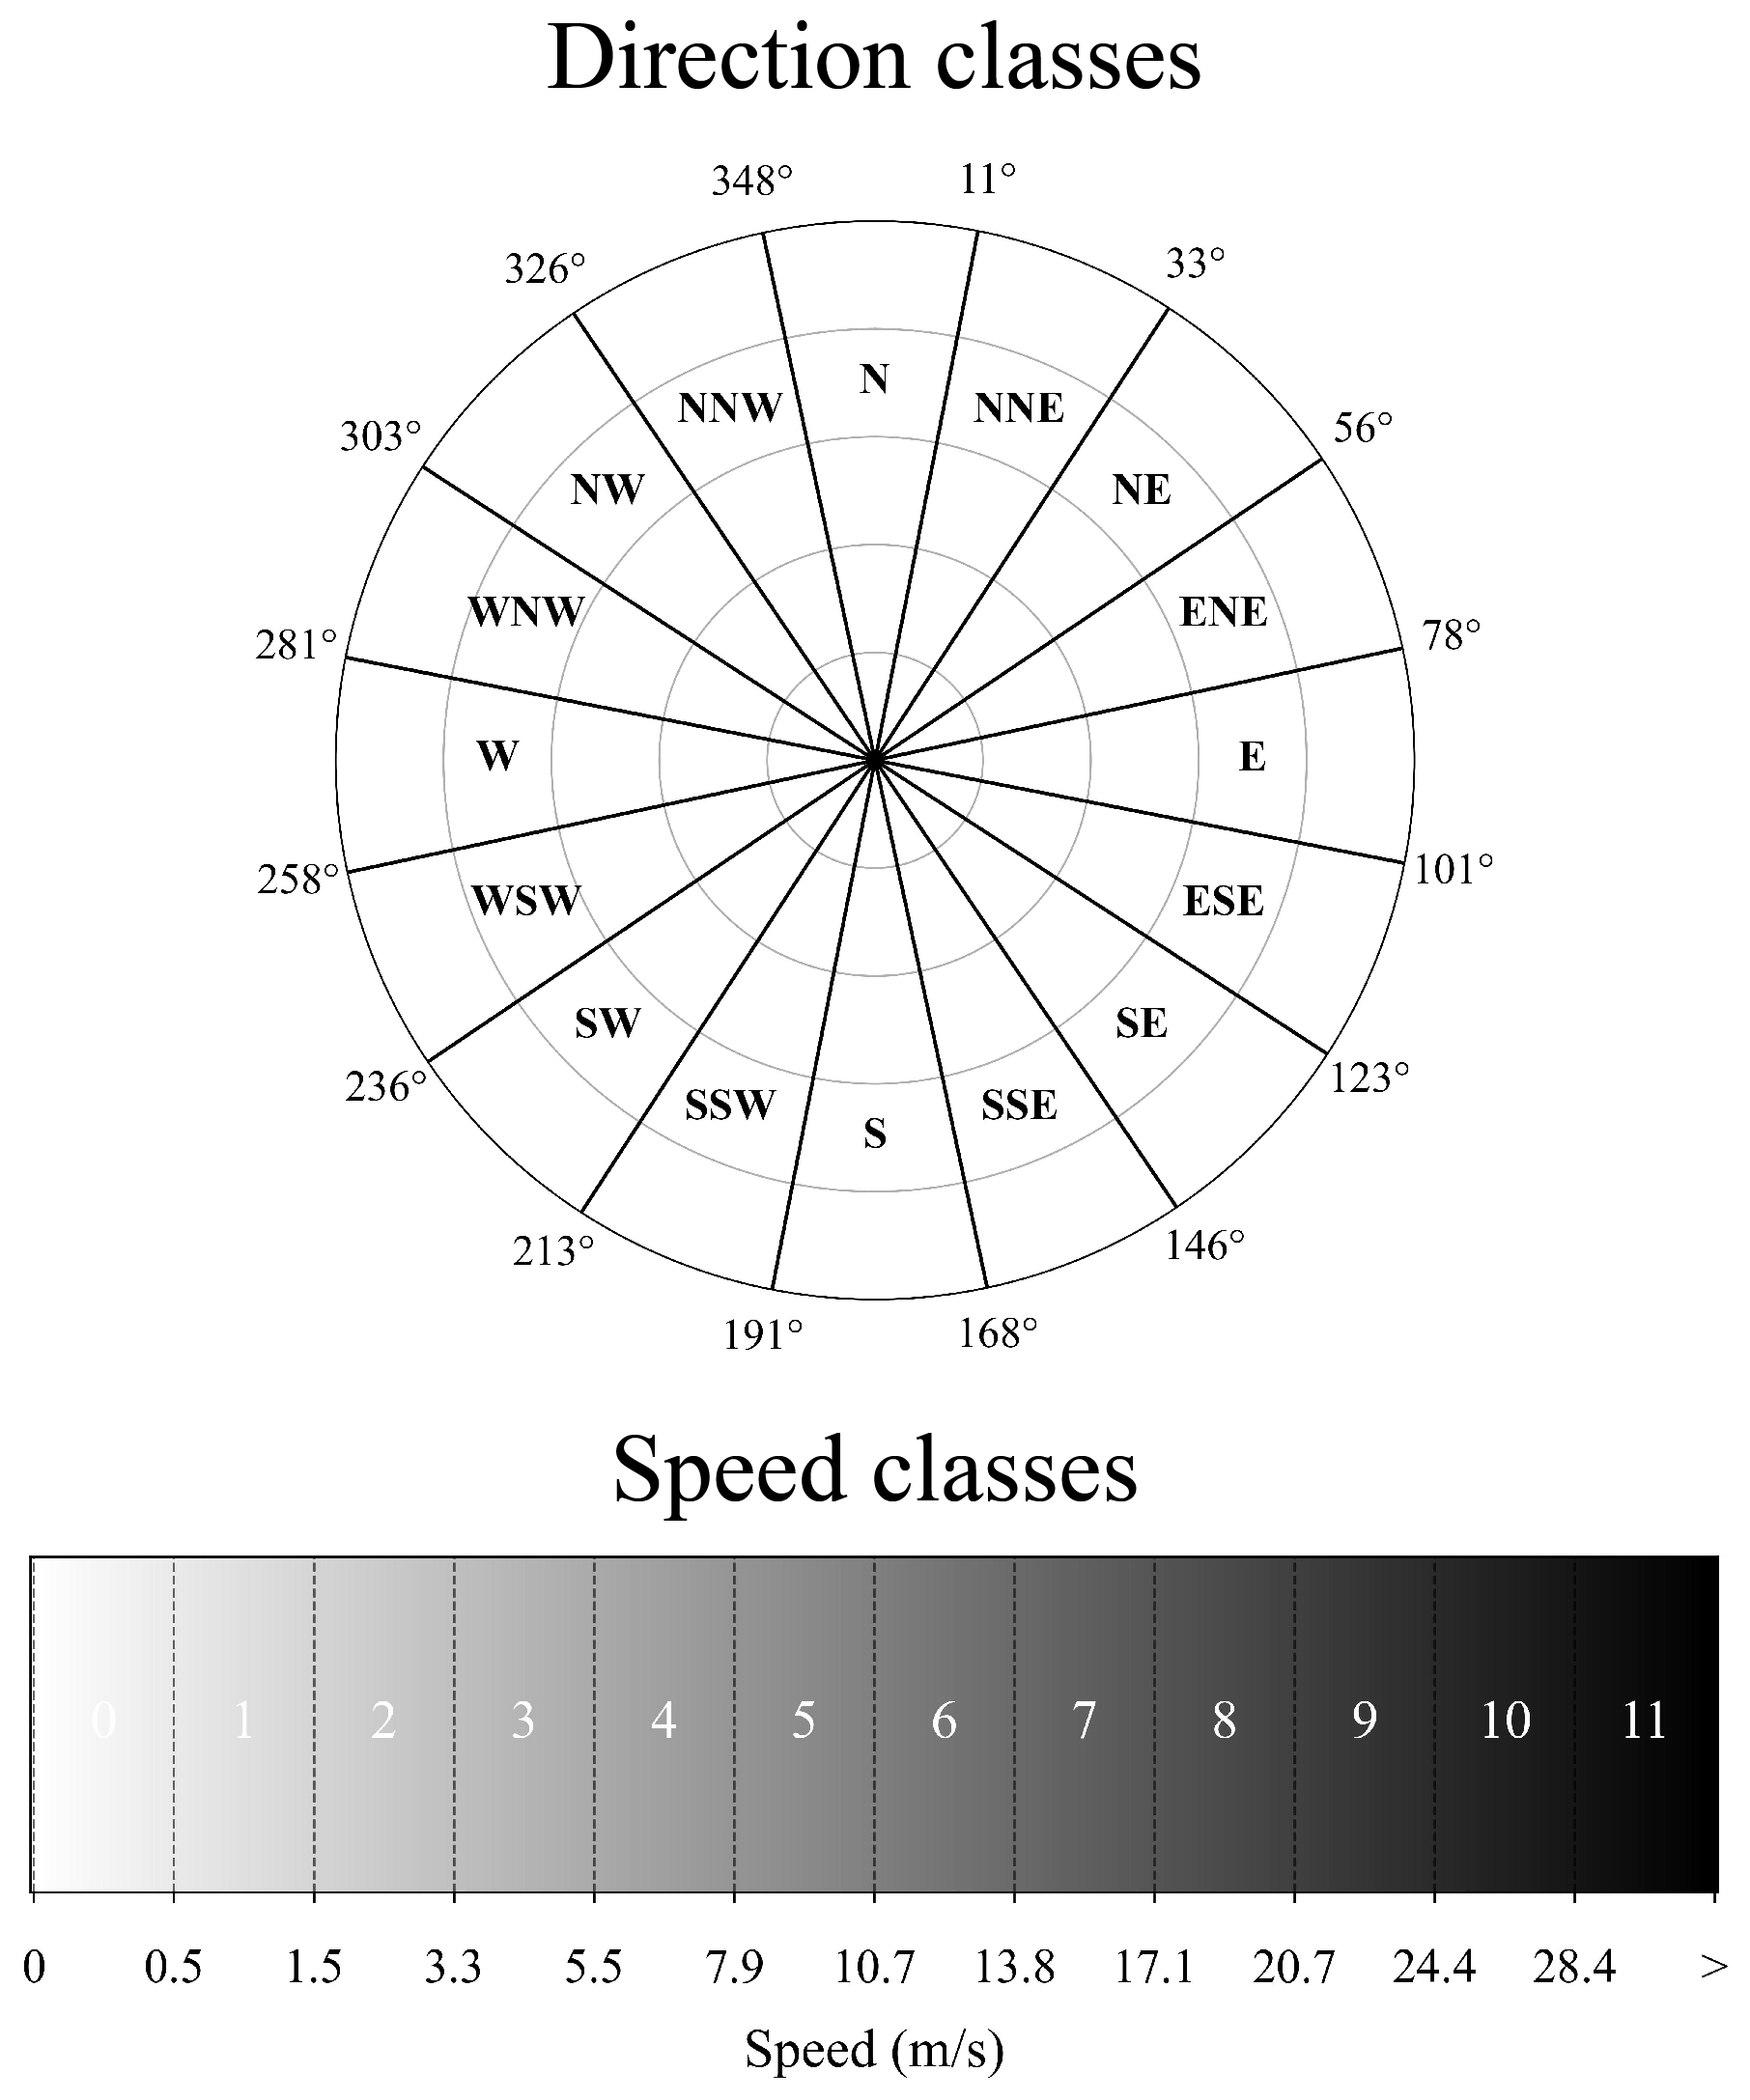 Direction classes
348° 11°
326° 33°
303° 56°
N
NNW NNE
NW NE
WNW ENE
281° 78°
W E
258° 101°
WSW ESE
SW SE
236° 123°
SSW SSE
S
213° 146°
191° 168°
Speed classes
0 1 2 3 4 5 6 7 8 9 10 11
0 0.5 1.5 3.3 5.5 7.9 10.7 13.8 17.1 20.7 24.4 28.4 >
Speed (m/s)